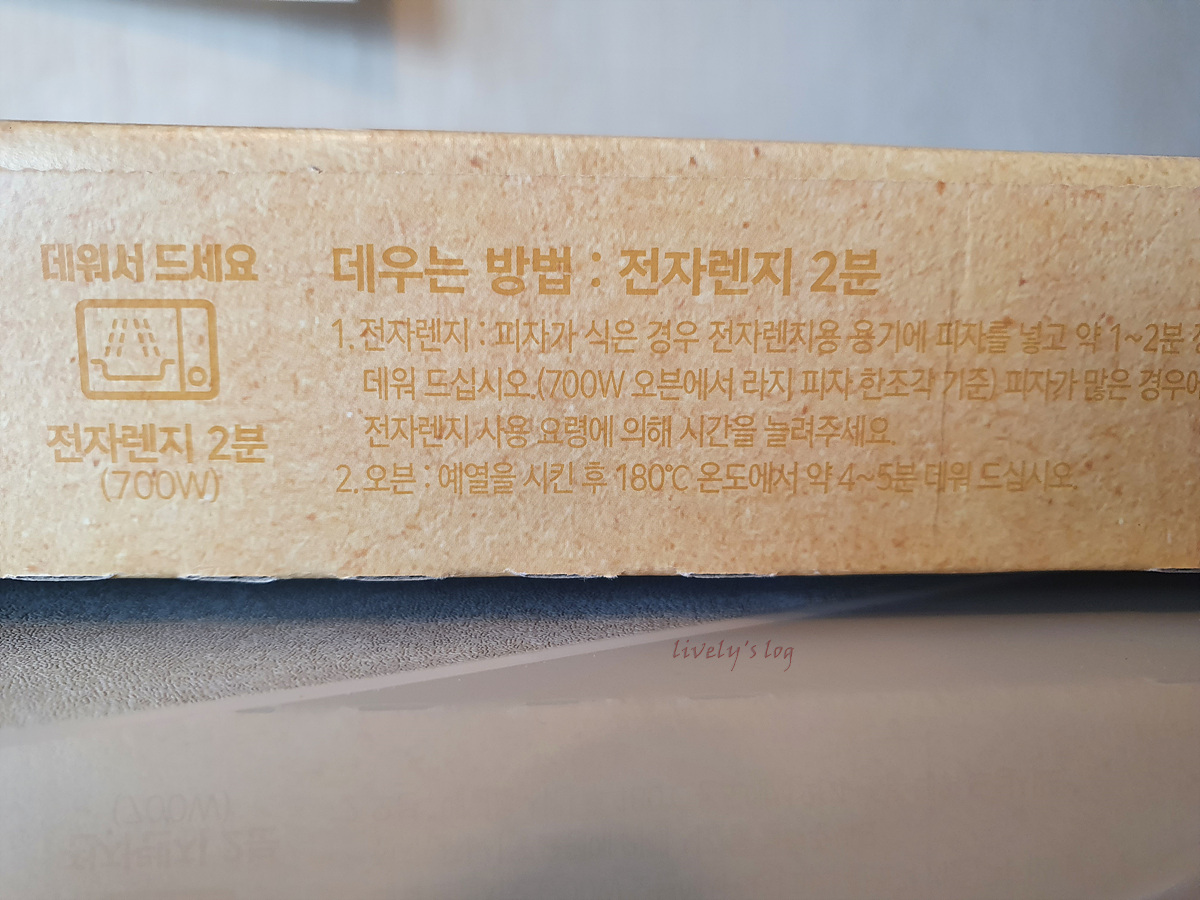 데워서 드세요
전자렌지 2분
(700W)
데우는 방법 : 전자렌지 2분
1. 전자렌지 : 피자가 식은 경우 전자렌지용 용기에 피자를 넣고 약 1~2분
데워 드십시오.(700W 오븐에서 라지 피자 한조각 기준) 피자가 많은 경우에
전자렌지 사용 요령에 의해 시간을 늘려주세요.
2. 오븐 : 예열을 시킨 후 180℃ 온도에서 약 4~5분 데워 드십시오.
lively's log